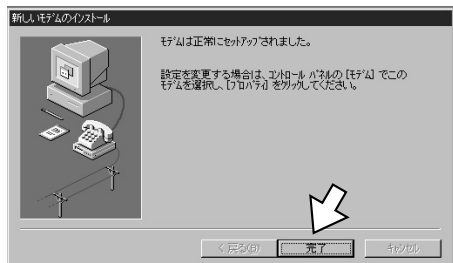 新しいモデムのインストール
モデムは正常にセットアップされました。
設定を変更する場合は、コントロール パネルの [モデム] でこの
モデムを選択し、[プロパティ] をクリックしてください。
< 戻る(B) 完了 キャンセル